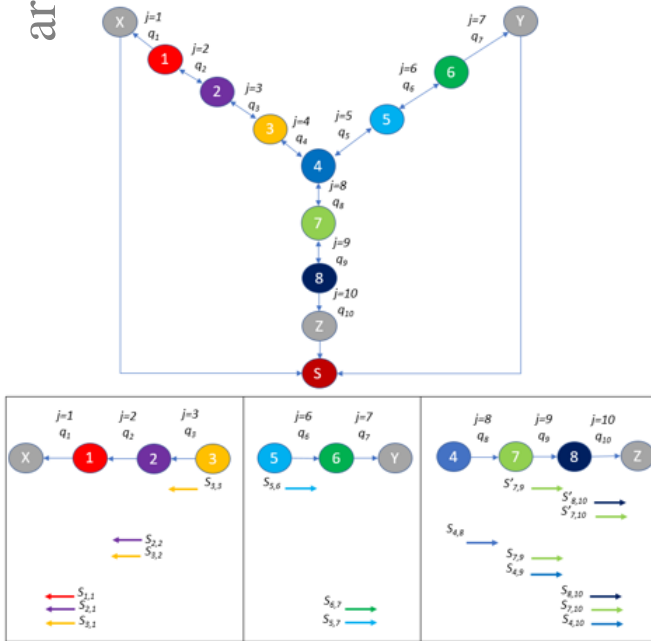 ar
X
j=1
q1
1
j=2
q2
2
j=3
q3
3
j=4
q4
4
j=5
q5
5
j=6
q6
6
j=7
q7
Y
j=8
q8
7
j=9
q9
8
j=10
q10
Z
S
j=1 j=2 j=3
q1 q2 q3
X 1 2 3
S3,3
S2,2
S3,2
S1,1
S2,1
S3,1
j=6 j=7
q6 q7
5 6 Y
S5,6
S6,7
S5,7
j=8 j=9 j=10
q8 q9 q10
4 7 8 Z
S'7,9
S'8,10
S'7,10
S4,8
S7,9
S4,9
S8,10
S7,10
S4,10